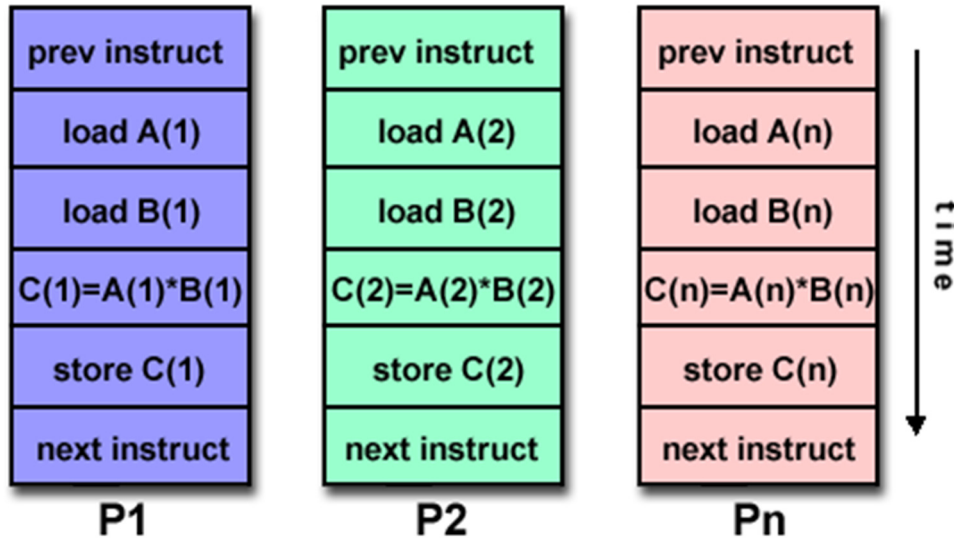 prev instruct
load A(1)
load B(1)
C(1)=A(1)*B(1)
store C(1)
next instruct
P1
prev instruct
load A(2)
load B(2)
C(2)=A(2)*B(2)
store C(2)
next instruct
P2
prev instruct
load A(n)
load B(n)
C(n)=A(n)*B(n)
store C(n)
next instruct
Pn
time